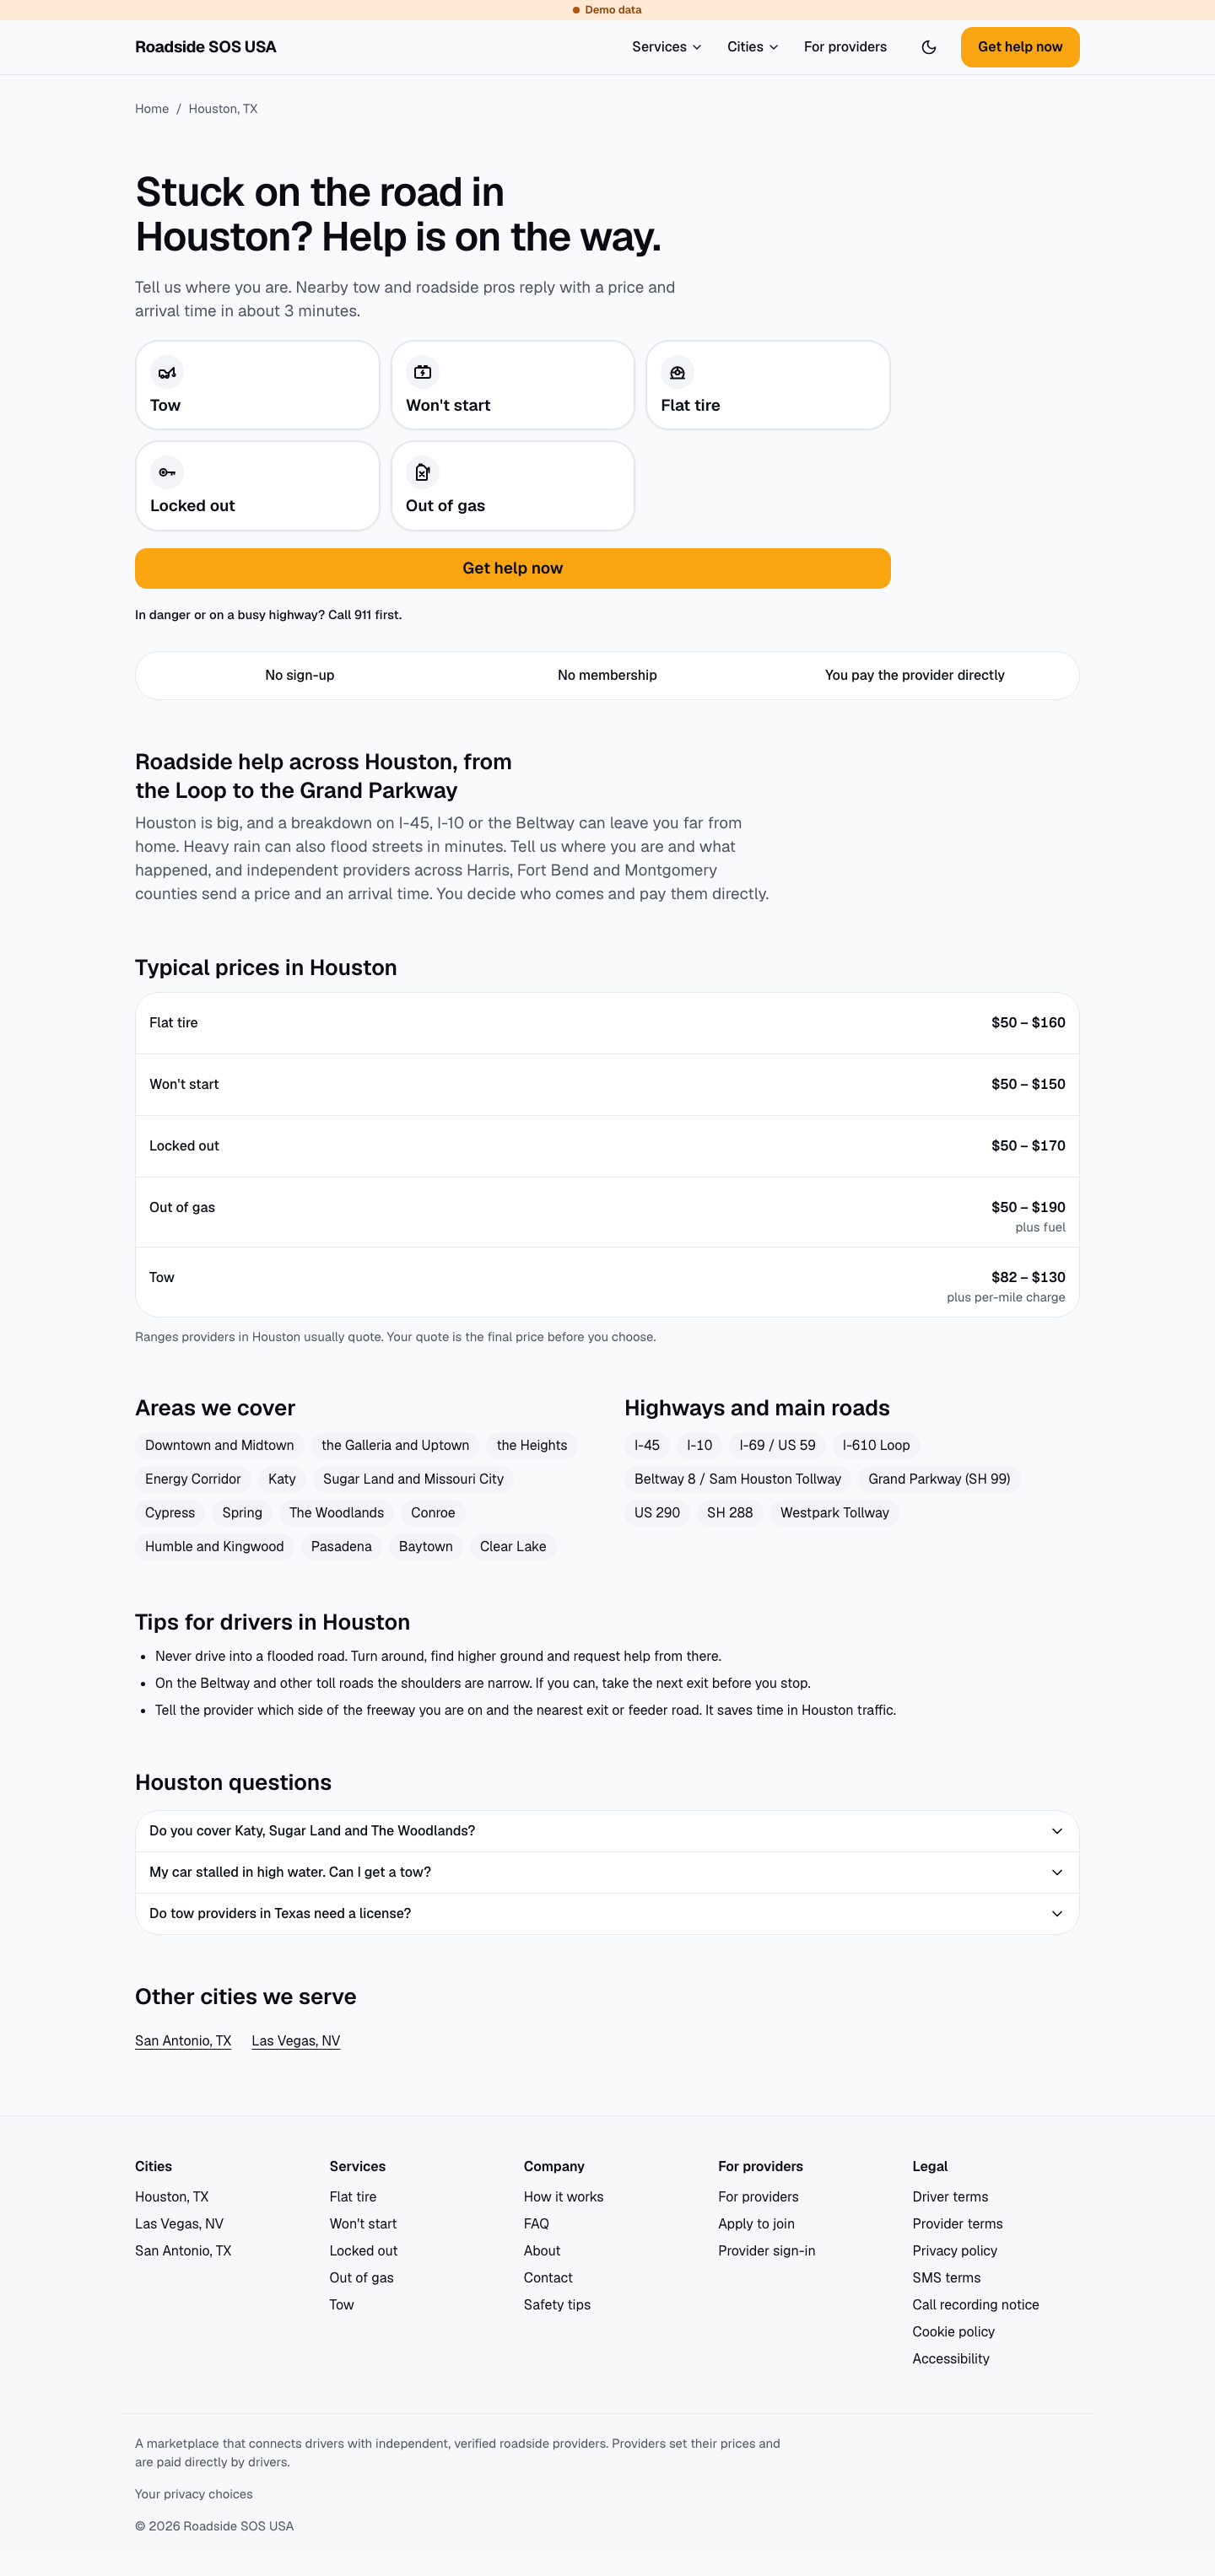 Demo data
Roadside SOS USA
Services
Cities
For providers
Get help now
Home / Houston, TX
Stuck on the road in
Houston? Help is on the way.
Tell us where you are. Nearby tow and roadside pros reply with a price and
arrival time in about 3 minutes.
Tow
Won't start
Flat tire
Locked out
Out of gas
Get help now
In danger or on a busy highway? Call 911 first.
No sign-up
No membership
You pay the provider directly
Roadside help across Houston, from
the Loop to the Grand Parkway
Houston is big, and a breakdown on I-45, I-10 or the Beltway can leave you far from
home. Heavy rain can also flood streets in minutes. Tell us where you are and what
happened, and independent providers across Harris, Fort Bend and Montgomery
counties send a price and an arrival time. You decide who comes and pay them directly.
Typical prices in Houston
Flat tire
$50 – $160
Won't start
$50 – $150
Locked out
$50 – $170
Out of gas
$50 – $190
plus fuel
Tow
$82 – $130
plus per-mile charge
Ranges providers in Houston usually quote. Your quote is the final price before you choose.
Areas we cover
Downtown and Midtown
the Galleria and Uptown
the Heights
Energy Corridor
Katy
Sugar Land and Missouri City
Cypress
Spring
The Woodlands
Conroe
Humble and Kingwood
Pasadena
Baytown
Clear Lake
Highways and main roads
I-45
I-10
I-69 / US 59
I-610 Loop
Beltway 8 / Sam Houston Tollway
Grand Parkway (SH 99)
US 290
SH 288
Westpark Tollway
Tips for drivers in Houston
• Never drive into a flooded road. Turn around, find higher ground and request help from there.
• On the Beltway and other toll roads the shoulders are narrow. If you can, take the next exit before you stop.
• Tell the provider which side of the freeway you are on and the nearest exit or feeder road. It saves time in Houston traffic.
Houston questions
Do you cover Katy, Sugar Land and The Woodlands?
My car stalled in high water. Can I get a tow?
Do tow providers in Texas need a license?
Other cities we serve
San Antonio, TX
Las Vegas, NV
Cities
Houston, TX
Las Vegas, NV
San Antonio, TX
Services
Flat tire
Won't start
Locked out
Out of gas
Tow
Company
How it works
FAQ
About
Contact
Safety tips
For providers
For providers
Apply to join
Provider sign-in
Legal
Driver terms
Provider terms
Privacy policy
SMS terms
Call recording notice
Cookie policy
Accessibility
A marketplace that connects drivers with independent, verified roadside providers. Providers set their prices and
are paid directly by drivers.
Your privacy choices
© 2026 Roadside SOS USA